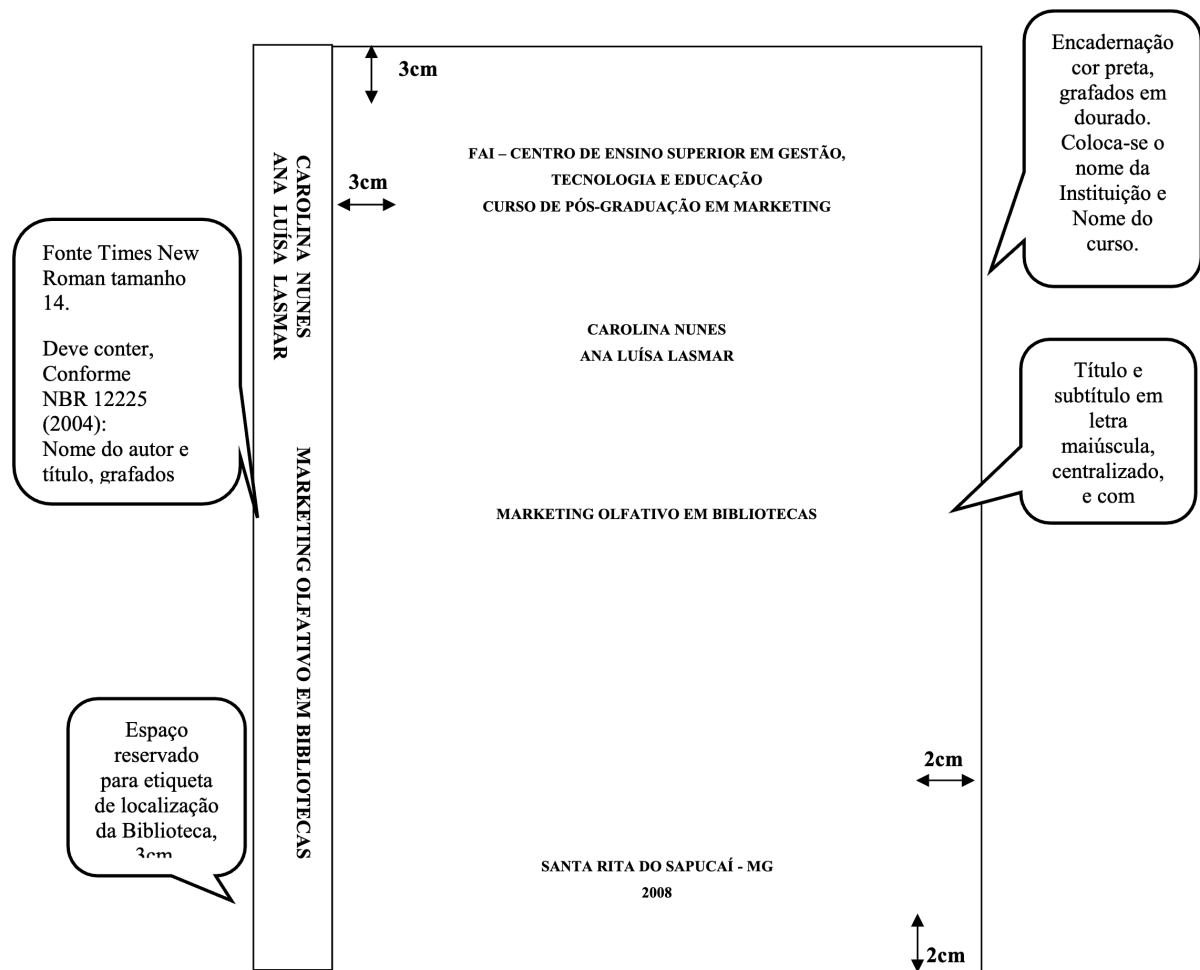 3cm
3cm
FAI – CENTRO DE ENSINO SUPERIOR EM GESTÃO,
TECNOLOGIA E EDUCAÇÃO
CURSO DE PÓS-GRADUAÇÃO EM MARKETING
CAROLINA NUNES
ANA LUÍSA LASMAR
MARKETING OLFATIVO EM BIBLIOTECAS
2cm
SANTA RITA DO SAPUCAÍ - MG
2008
2cm
CAROLINA NUNES
ANA LUÍSA LASMAR
MARKETING OLFATIVO EM BIBLIOTECAS
Fonte Times New
Roman tamanho
14.
Deve conter,
Conforme
NBR 12225
(2004):
Nome do autor e
título, grafados
Espaço
reservado
para etiqueta
de localização
da Biblioteca,
3cm
Encadernação
cor preta,
grafados em
dourado.
Coloca-se o
nome da
Instituição e
Nome do
curso.
Título e
subtítulo em
letra
maiúscula,
centralizado,
e com